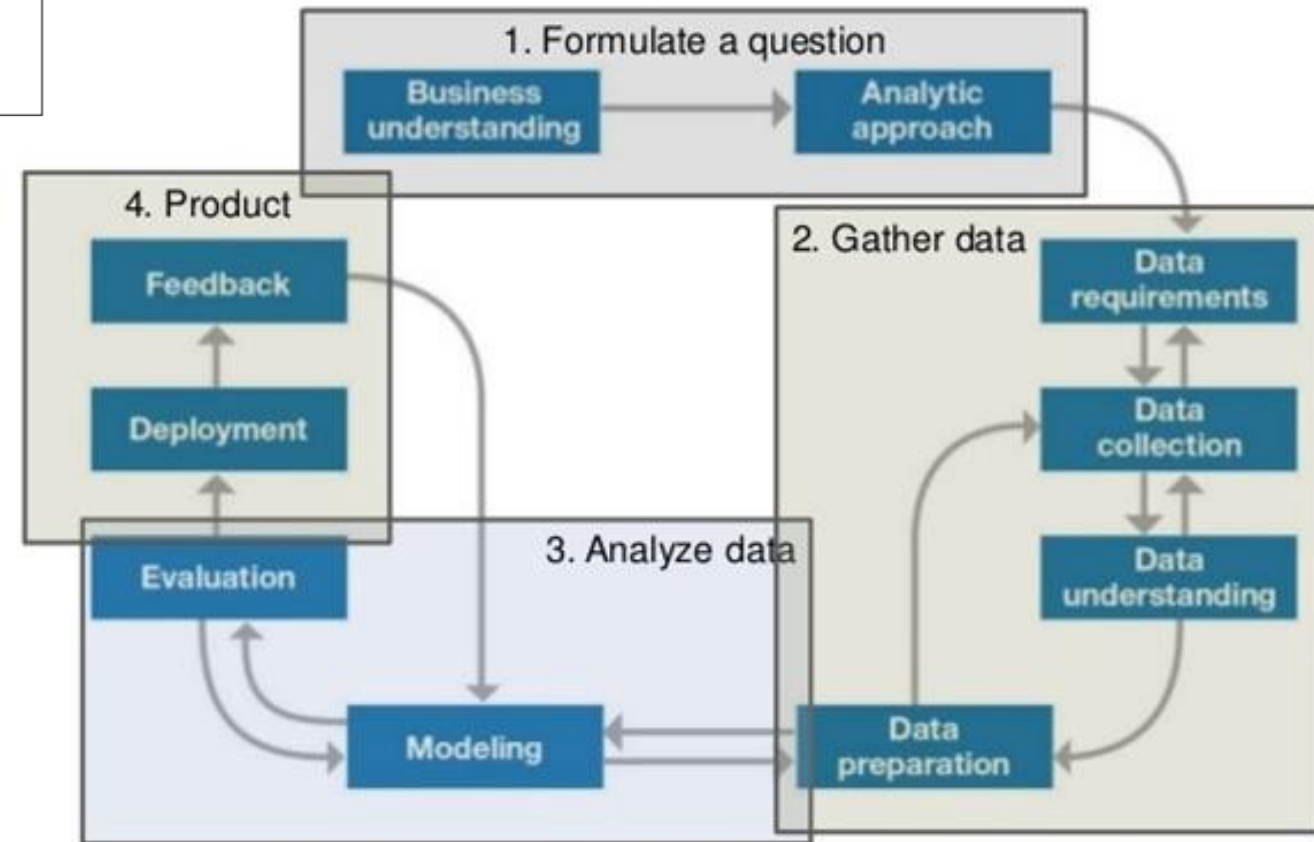 1. Formulate a question
Business
understanding
Analytic
approach
4. Product
Feedback
Deployment
2. Gather data
Data
requirements
Data
collection
Data
understanding
Data
preparation
3. Analyze data
Evaluation
Modeling